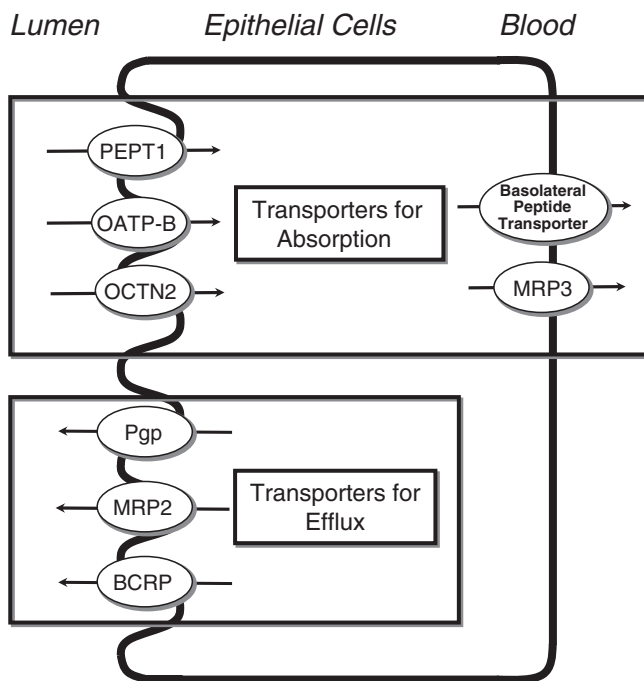 Lumen Epithelial Cells Blood
PEPT1
OATP-B
OCTN2
Transporters for
Absorption
Basolateral
Peptide
Transporter
MRP3
Pgp
MRP2
BCRP
Transporters for
Efflux